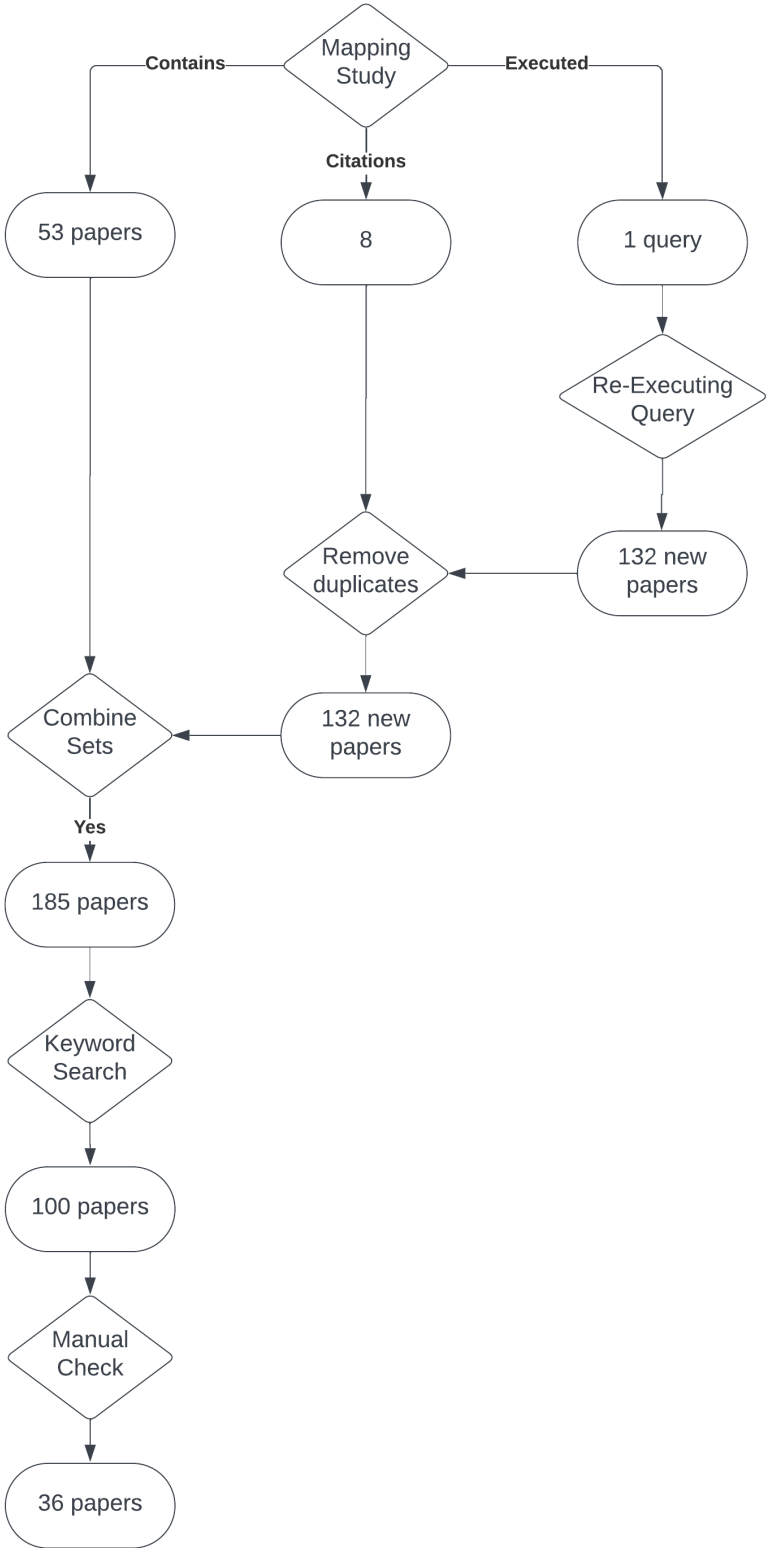 Mapping
Study
Contains
Executed
Citations
53 papers
8
1 query
Re-Executing
Query
Remove
duplicates
132 new
papers
Combine
Sets
132 new
papers
Yes
185 papers
Keyword
Search
100 papers
Manual
Check
36 papers